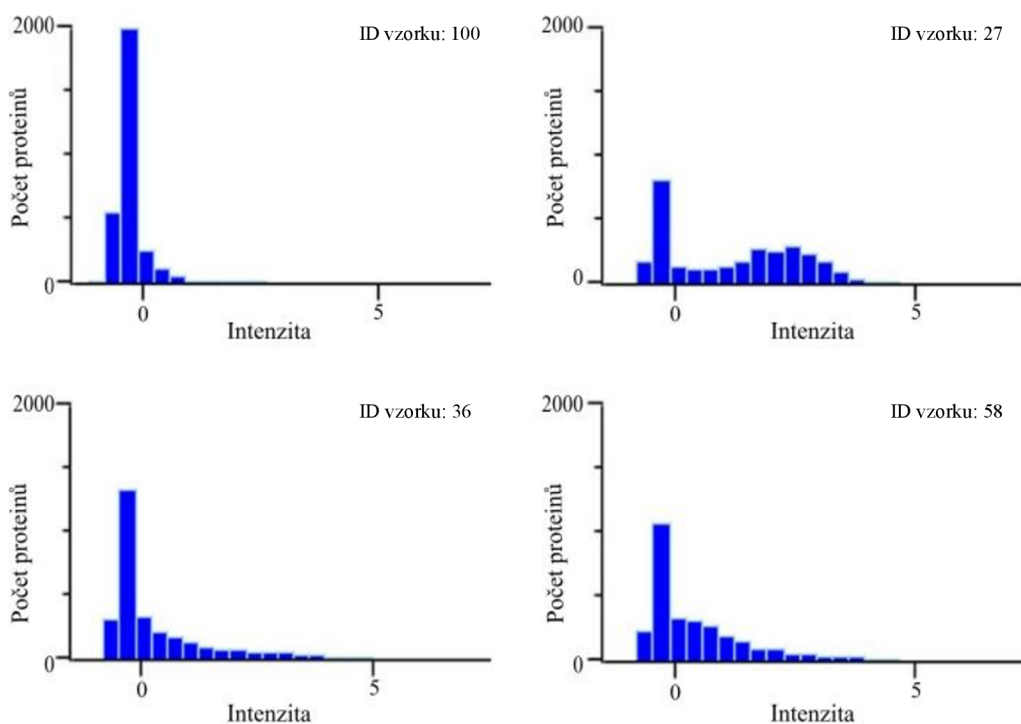 2000
ID vzorku: 100
Počet proteinů
0
0
5
Intenzita
2000
ID vzorku: 27
Počet proteinů
0
0
5
Intenzita
2000
ID vzorku: 36
Počet proteinů
0
0
5
Intenzita
2000
ID vzorku: 58
Počet proteinů
0
0
5
Intenzita